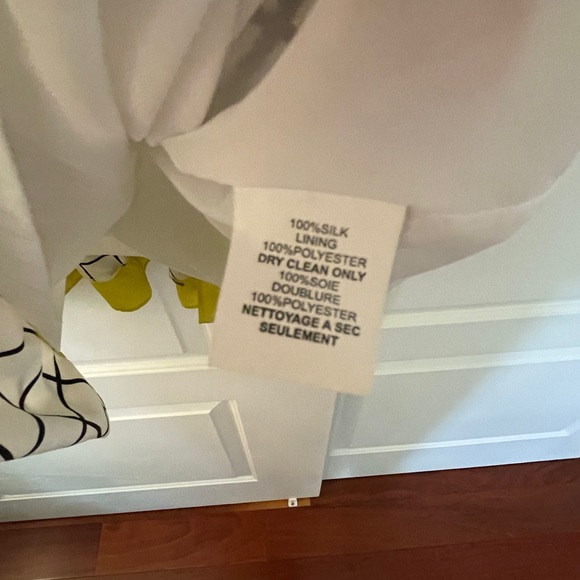 100%SILK
LINING
100%POLYESTER
DRY CLEAN ONLY
100%SOIE
DOUBLURE
100%POLYESTER
NETTOYAGE A SEC
SEULEMENT